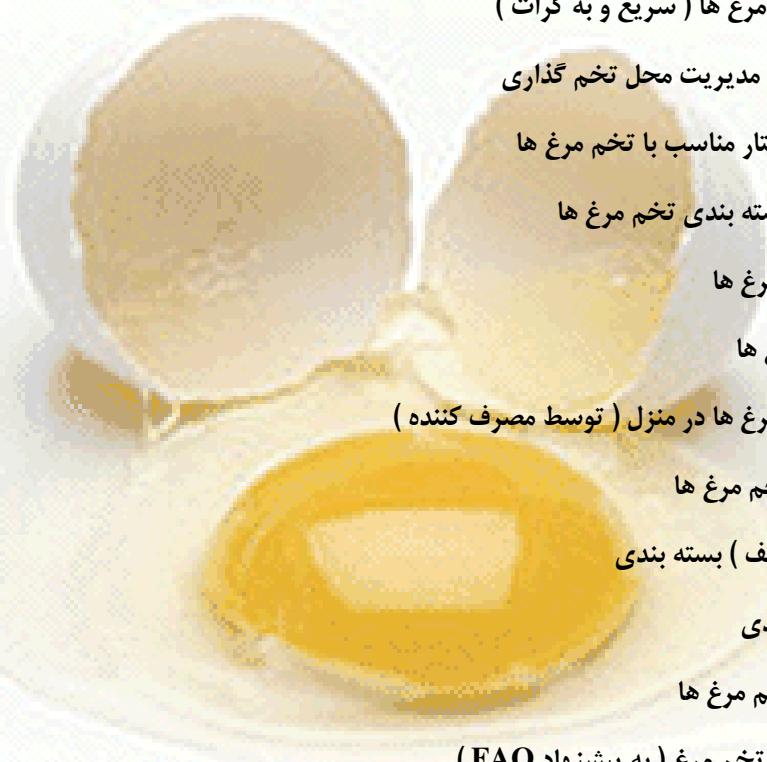 مرغ ها ( سریع و به کرات )
مدیریت محل تخم گذاری
تار مناسب با تخم مرغ ها
سته بندی تخم مرغ ها
رغ ها
ها
رغ ها در منزل ( توسط مصرف کننده )
م مرغ ها
ف ) بسته بندی
دی
م مرغ ها
تخم مرغ ( به پیشنهاد FAO )